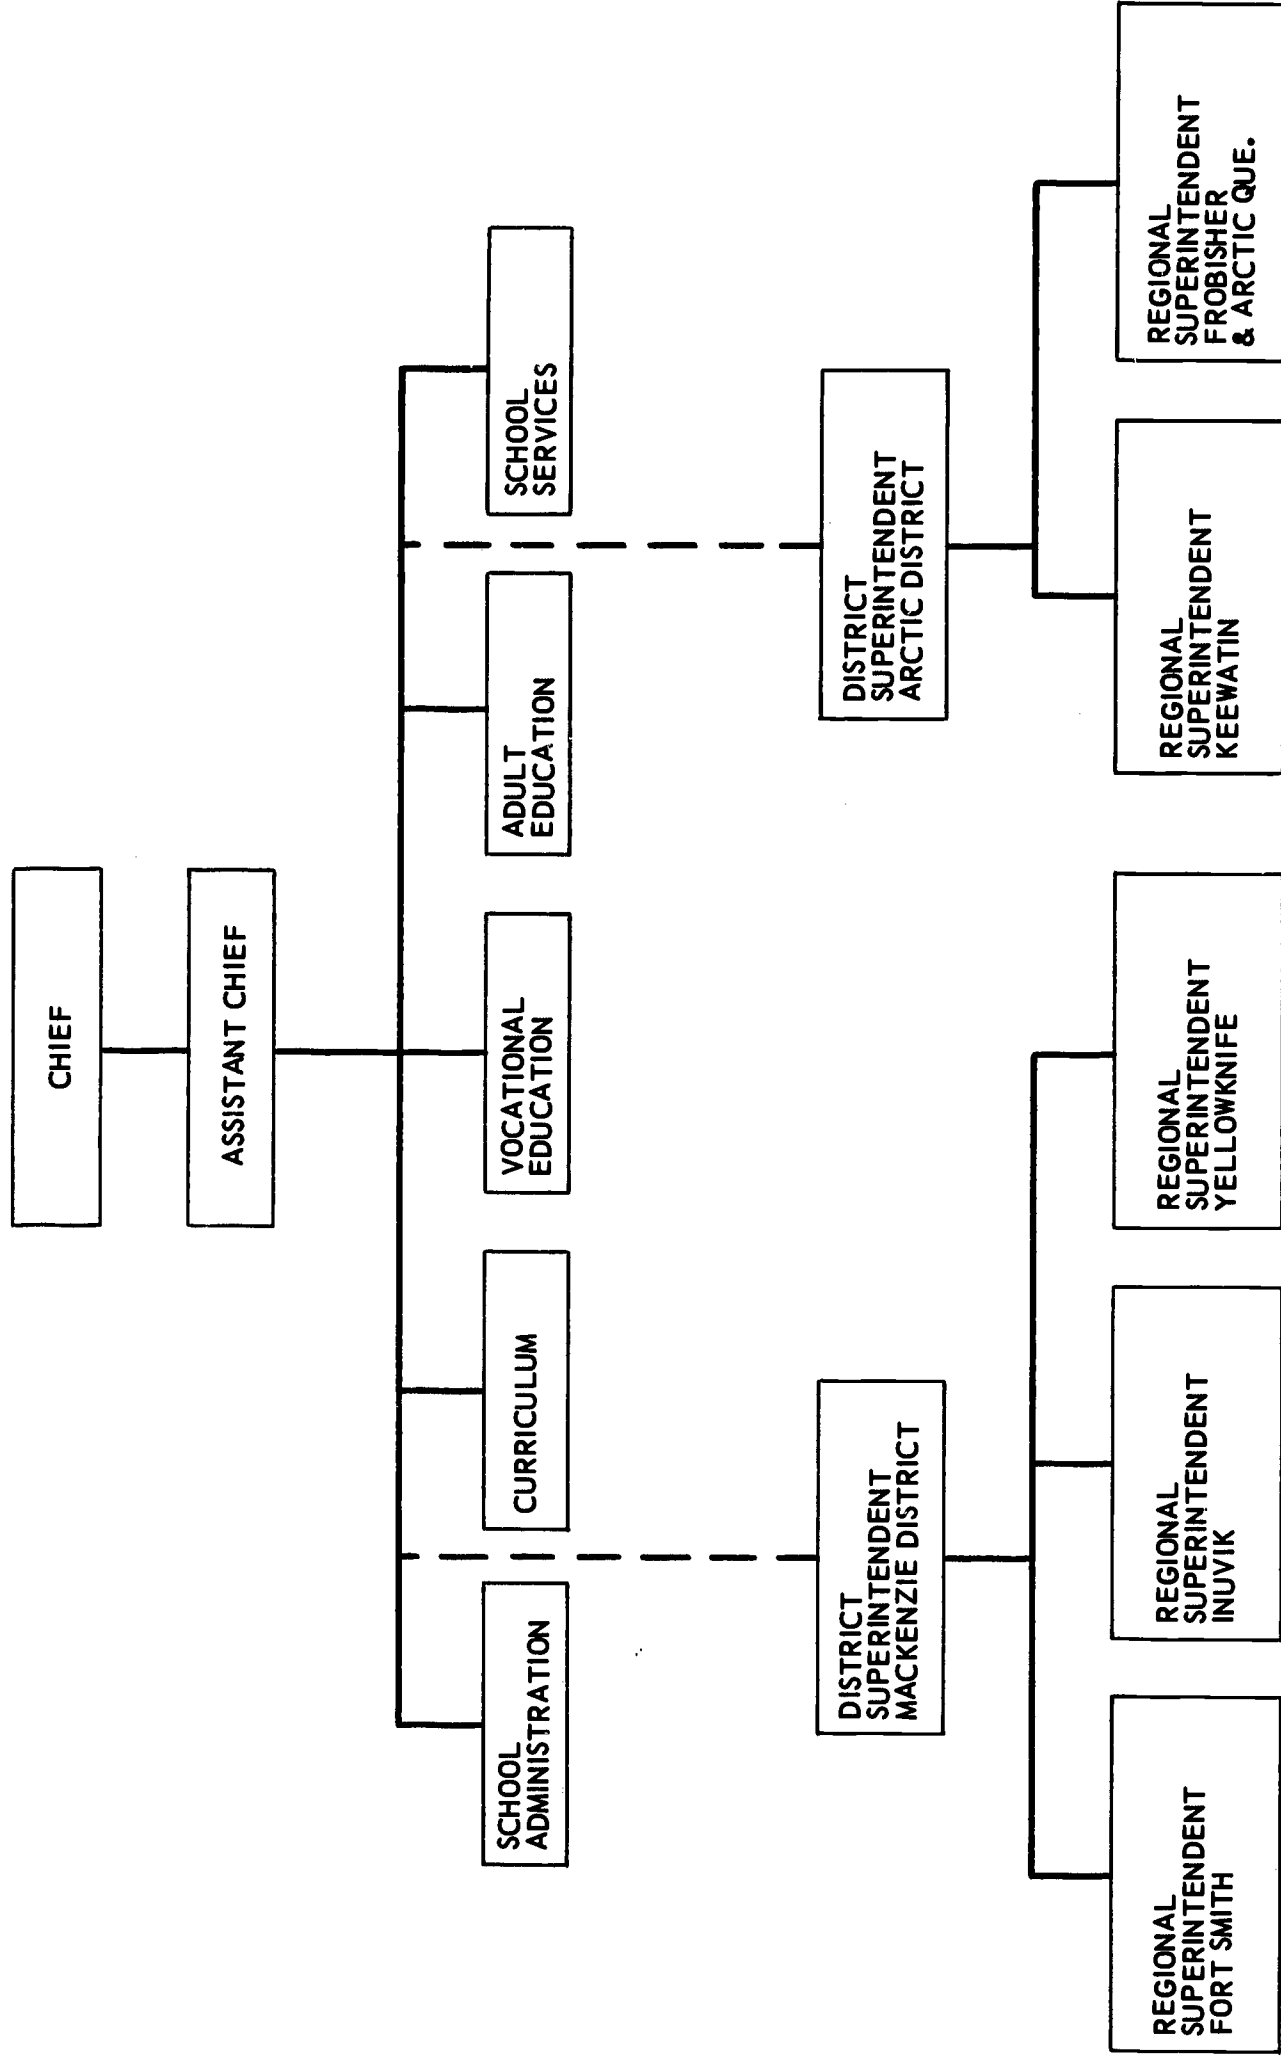 CHIEF
ASSISTANT CHIEF
SCHOOL
ADMINISTRATION
CURRICULUM
VOCATIONAL
EDUCATION
ADULT
EDUCATION
SCHOOL
SERVICES
DISTRICT
SUPERINTENDENT
MACKENZIE DISTRICT
DISTRICT
SUPERINTENDENT
ARCTIC DISTRICT
REGIONAL
SUPERINTENDENT
FORT SMITH
REGIONAL
SUPERINTENDENT
INUVIK
REGIONAL
SUPERINTENDENT
YELLOWKNIFE
REGIONAL
SUPERINTENDENT
KEEWATIN
REGIONAL
SUPERINTENDENT
FROBISHER
& ARCTIC QUE.